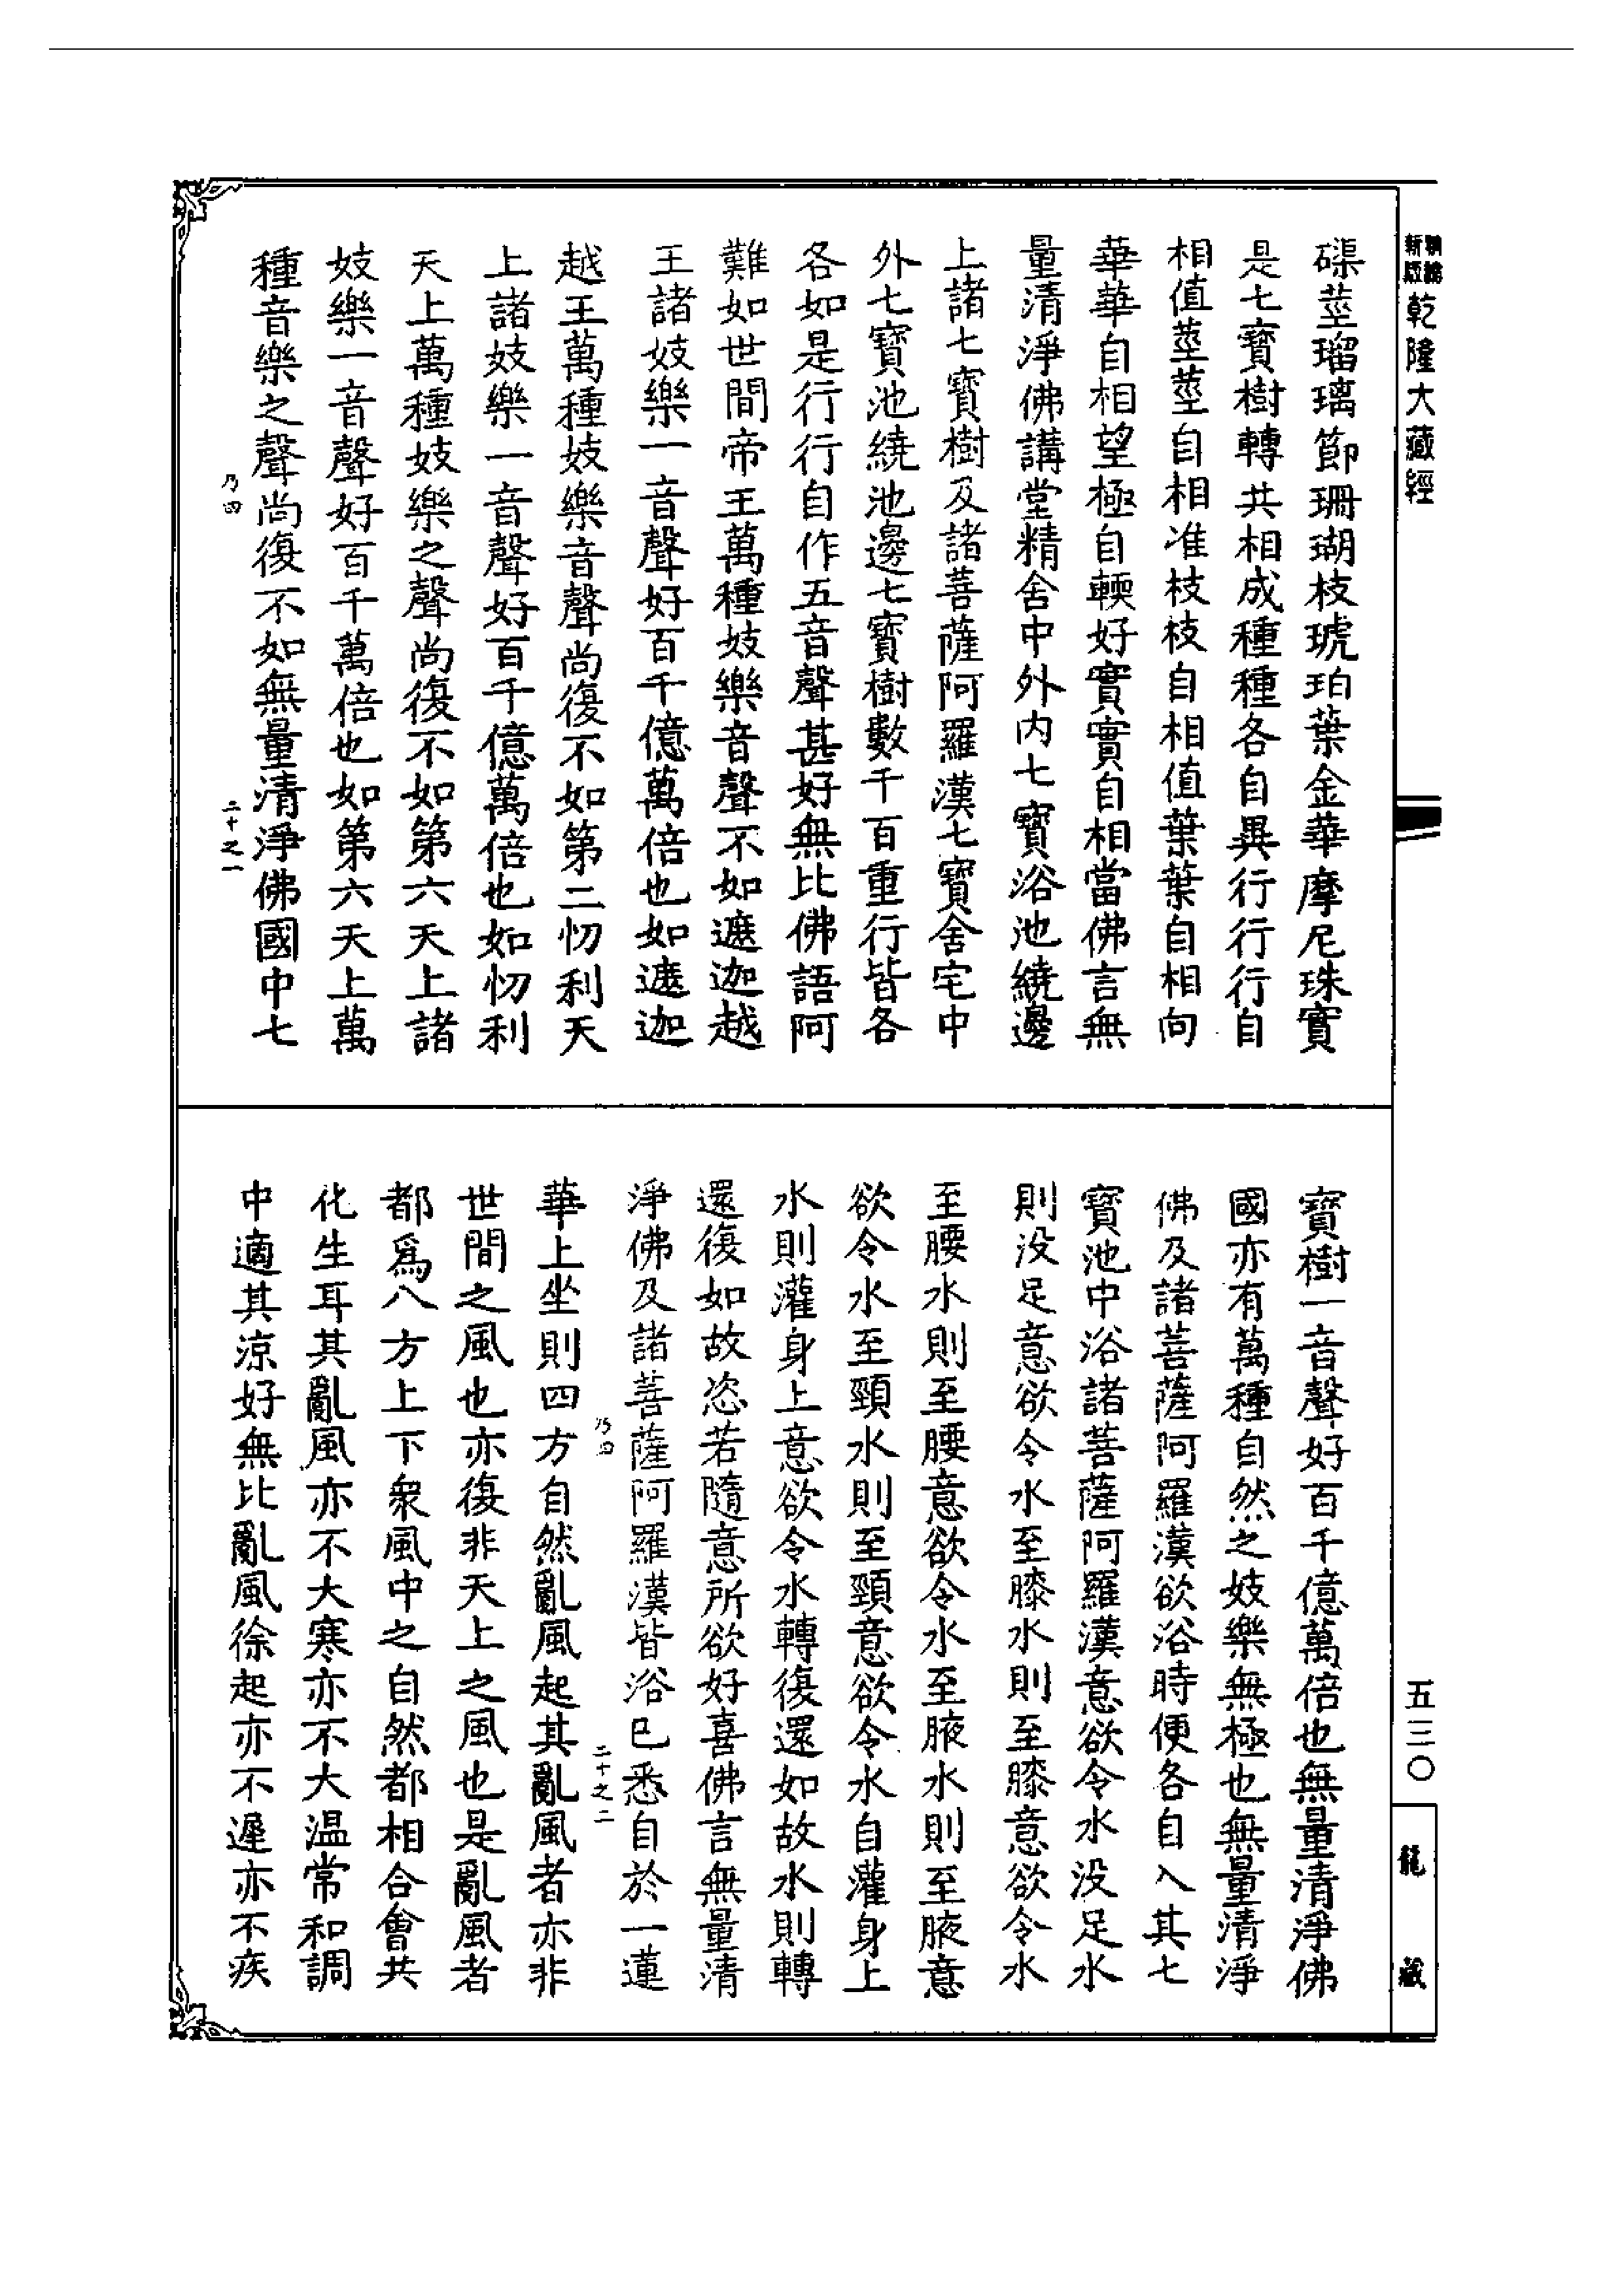 新編縮版乾隆大藏經
磲莖瑠璃節珊瑚枝琥珀葉金華摩尼珠實
是七寶樹轉共相成種種各自異行行行自
相值莖莖自相准枝枝自相值葉葉自相向
華華自相望極自軟好實實自相當佛言無
量清淨佛講堂精舍中外内七寶浴池繞邊
上諸七寶樹及諸菩薩阿羅漢七寶舍宅中
外七寶池繞池邊七寶樹數千百重行皆各
各如是行行自作五音聲甚好無比佛語阿
難如世間帝王萬種妓樂音聲不如遮迦越
王諸妓樂一音聲好百千億萬倍也如遮迦
越王萬種妓樂音聲尚復不如第二忉利天
上諸妓樂一音聲好百千億萬倍也如忉利
天上萬種妓樂之聲尚復不如第六天上諸
妓樂一音聲好百千萬倍也如第六天上萬
種音樂之聲尚復不如無量清淨佛國中七
乃四 二十之一
寶樹一音聲好百千億萬倍也無量清淨佛
國亦有萬種自然之妓樂無極也無量清淨
佛及諸菩薩阿羅漢欲浴時便各自入其七
寶池中浴諸菩薩阿羅漢意欲令水没足水
則没足意欲令水至膝水則至膝意欲令水
至腰水則至腰意欲令水至腋水則至腋意
欲令水至頸水則至頸意欲令水自灌身上
水則灌身上意欲令水轉復還如故水則轉
還復如故恣若隨意所欲好喜佛言無量清
淨佛及諸菩薩阿羅漢皆浴已悉自於一蓮
乃四 二十之二
華上坐則四方自然亂風起其亂風者亦非
世間之風也亦復非天上之風也是亂風者
都爲八方上下衆風中之自然都相合會共
化生耳其亂風亦不大寒亦不大温常和調
中適其涼好無比亂風徐起亦不遲亦不疾
五三〇
龍藏